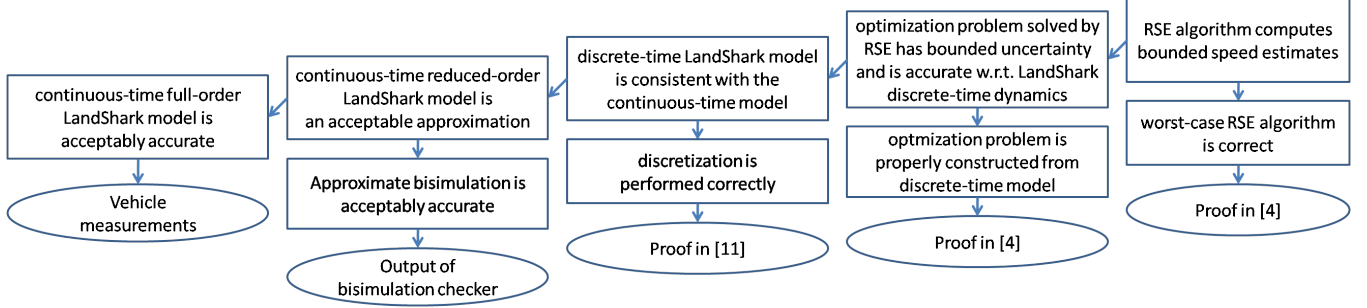 continuous-time full-order
LandShark model is
acceptably accurate
Vehicle
measurements
continuous-time reduced-order
LandShark model is
an acceptable approximation
Approximate bisimulation is
acceptably accurate
Output of
bisimulation checker
discrete-time LandShark model
is consistent with the
continuous-time model
discretization is
performed correctly
Proof in [11]
optimization problem solved by
RSE has bounded uncertainty
and is accurate w.r.t. LandShark
discrete-time dynamics
optmization problem is
properly constructed from
discrete-time model
Proof in [4]
RSE algorithm computes
bounded speed estimates
worst-case RSE algorithm
is correct
Proof in [4]